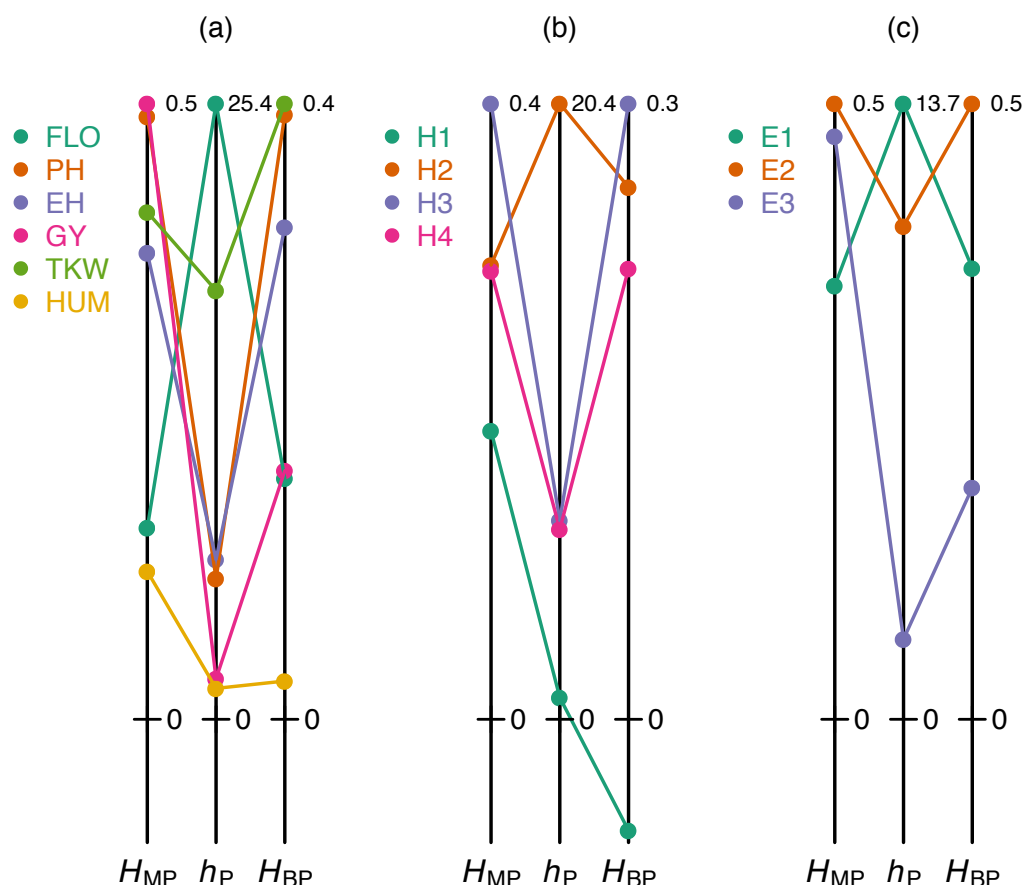 (a) (b) (c)
0.5 25.4 0.4 0.4 20.4 0.3 0.5 13.7 0.5
FLO H1 E1
PH H2 E2
EH H3 E3
GY H4
TKW
HUM
0 0 0 0 0 0 0 0 0
H_MP h_P H_BP H_MP h_P H_BP H_MP h_P H_BP